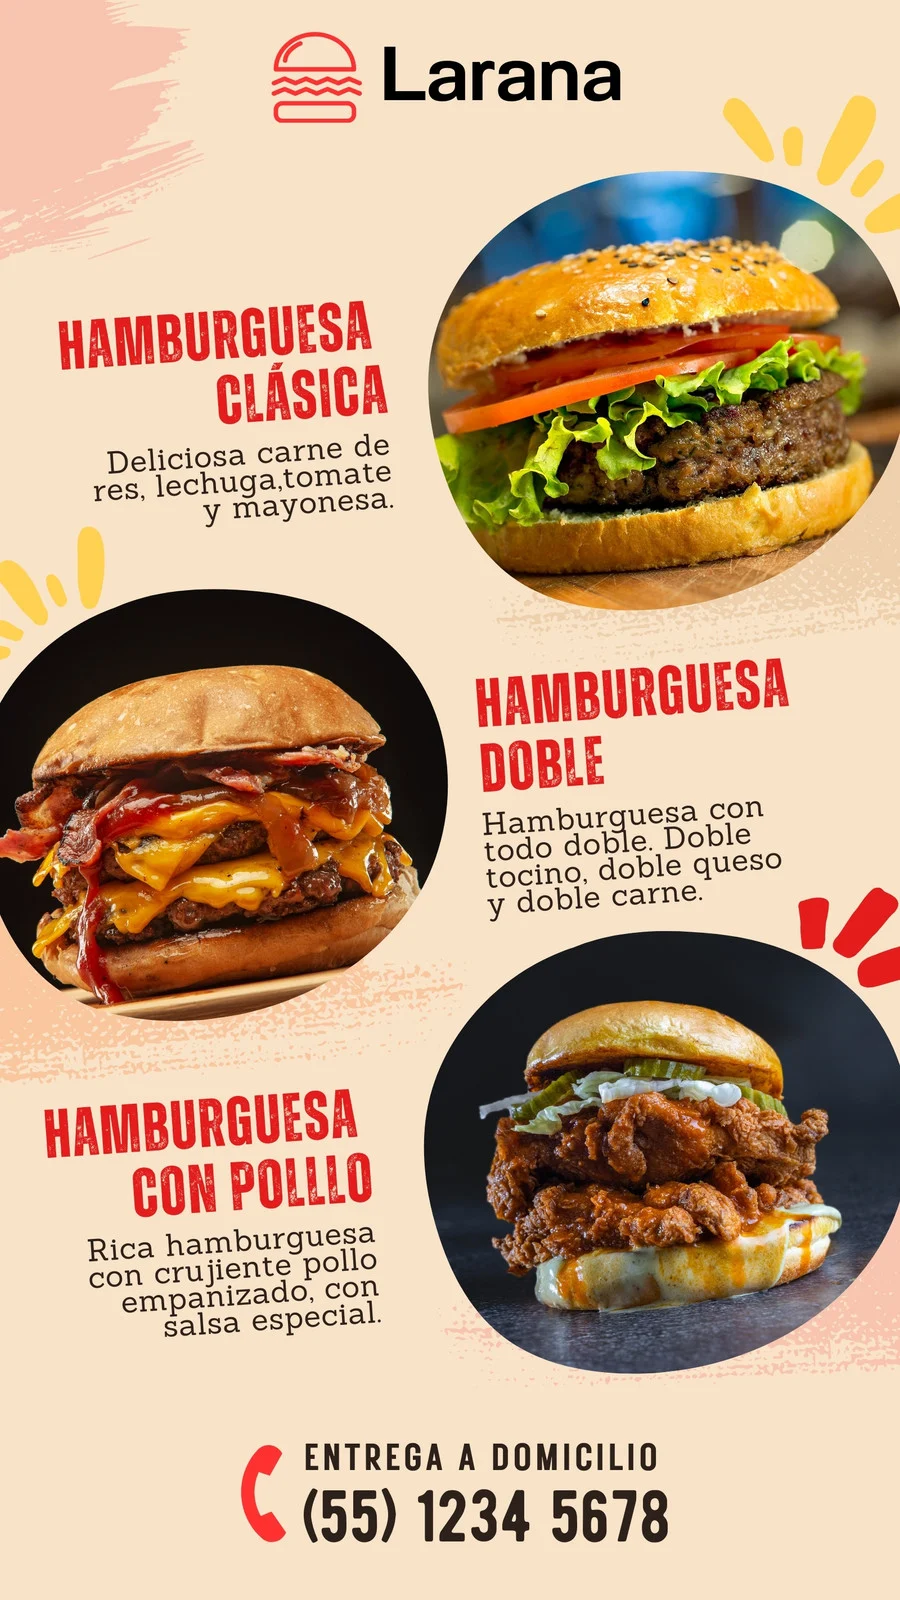 Larana
HAMBURGUESA
CLÁSICA
Deliciosa carne de
res, lechuga,tomate
y mayonesa.
HAMBURGUESA
DOBLE
Hamburguesa con
todo doble. Doble
tocino, doble queso
y doble carne.
HAMBURGUESA
CON POLLLO
Rica hamburguesa
con crujiente pollo
empanizado, con
salsa especial.
ENTREGA A DOMICILIO
(55) 1234 5678